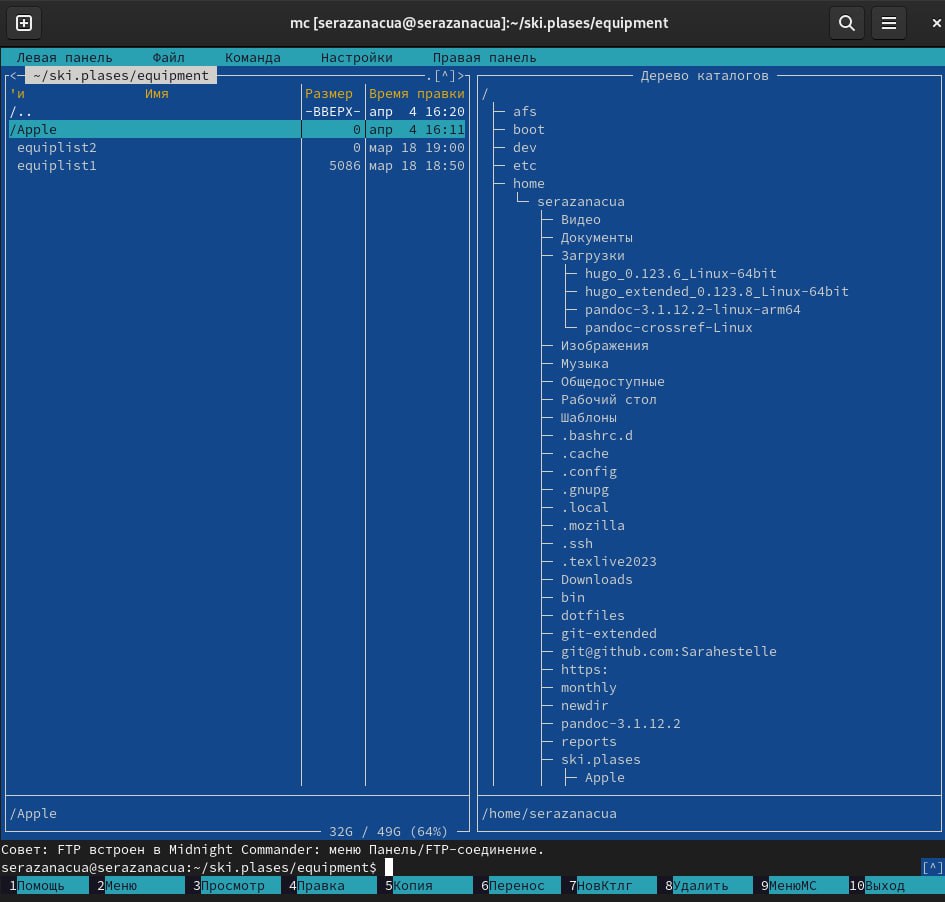 mc [serazanacua@serazanacua]:~/ski.plases/equipment
Левая панель Файл Команда Настройки Правая панель
<─ ~/ski.plases/equipment .[^]>
'и Имя Размер Время правки
/.. -ВВЕРХ- апр 4 16:20
/Apple 0 апр 4 16:11
equiplist2 0 мар 18 19:00
equiplist1 5086 мар 18 18:50
/Apple
32G / 49G (64%)
Дерево каталогов
/
afs
boot
dev
etc
home
serazanacua
Видео
Документы
Загрузки
hugo_0.123.6_Linux-64bit
hugo_extended_0.123.8_Linux-64bit
pandoc-3.1.12.2-linux-arm64
pandoc-crossref-Linux
Изображения
Музыка
Общедоступные
Рабочий стол
Шаблоны
.bashrc.d
.cache
.config
.gnupg
.local
.mozilla
.ssh
.texlive2023
Downloads
bin
dotfiles
git-extended
git@github.com:Sarahestelle
https:
monthly
newdir
pandoc-3.1.12.2
reports
ski.plases
Apple
/home/serazanacua
Совет: FTP встроен в Midnight Commander: меню Панель/FTP-соединение.
serazanacua@serazanacua:~/ski.plases/equipment$ [^]
1Помощь 2Меню 3Просмотр 4Правка 5Копия 6Перенос 7НовКтлг 8Удалить 9МенюMC 10Выход